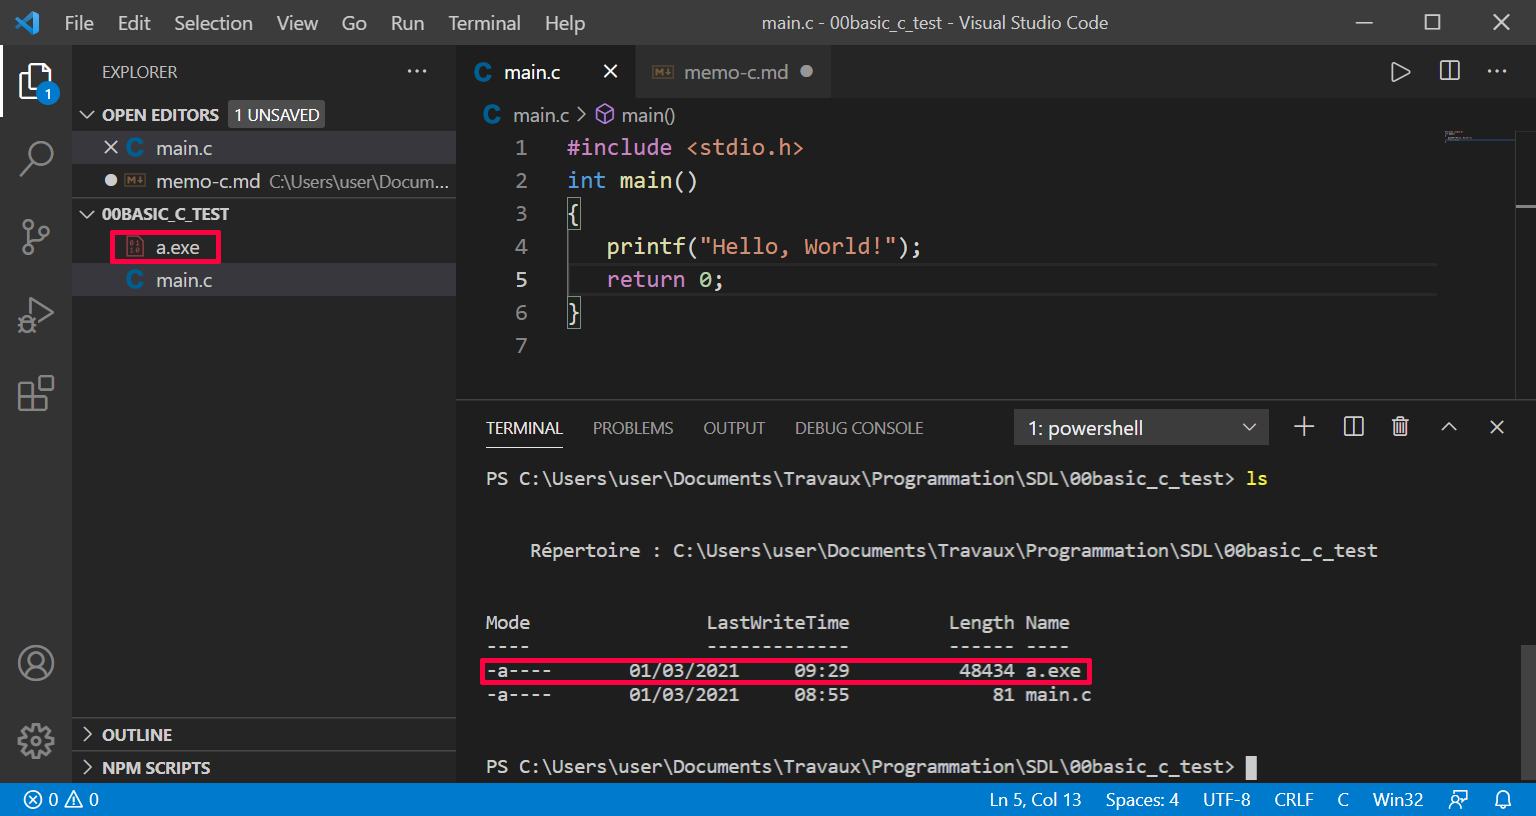 File Edit Selection View Go Run Terminal Help main.c - 00basic_c_test - Visual Studio Code
EXPLORER
1
OPEN EDITORS 1 UNSAVED
main.c
memo-c.md C:\Users\user\Docum...
00BASIC_C_TEST
a.exe
main.c
OUTLINE
NPM SCRIPTS
main.c memo-c.md
main.c > main()
1 #include <stdio.h>
2 int main()
3 {
4 printf("Hello, World!");
5 return 0;
6 }
7
TERMINAL PROBLEMS OUTPUT DEBUG CONSOLE 1: powershell
PS C:\Users\user\Documents\Travaux\Programmation\SDL\00basic_c_test> ls
Répertoire : C:\Users\user\Documents\Travaux\Programmation\SDL\00basic_c_test
Mode LastWriteTime Length Name
---- ------------- ------ ----
-a---- 01/03/2021 09:29 48434 a.exe
-a---- 01/03/2021 08:55 81 main.c
PS C:\Users\user\Documents\Travaux\Programmation\SDL\00basic_c_test>
0 0 Ln 5, Col 13 Spaces: 4 UTF-8 CRLF C Win32